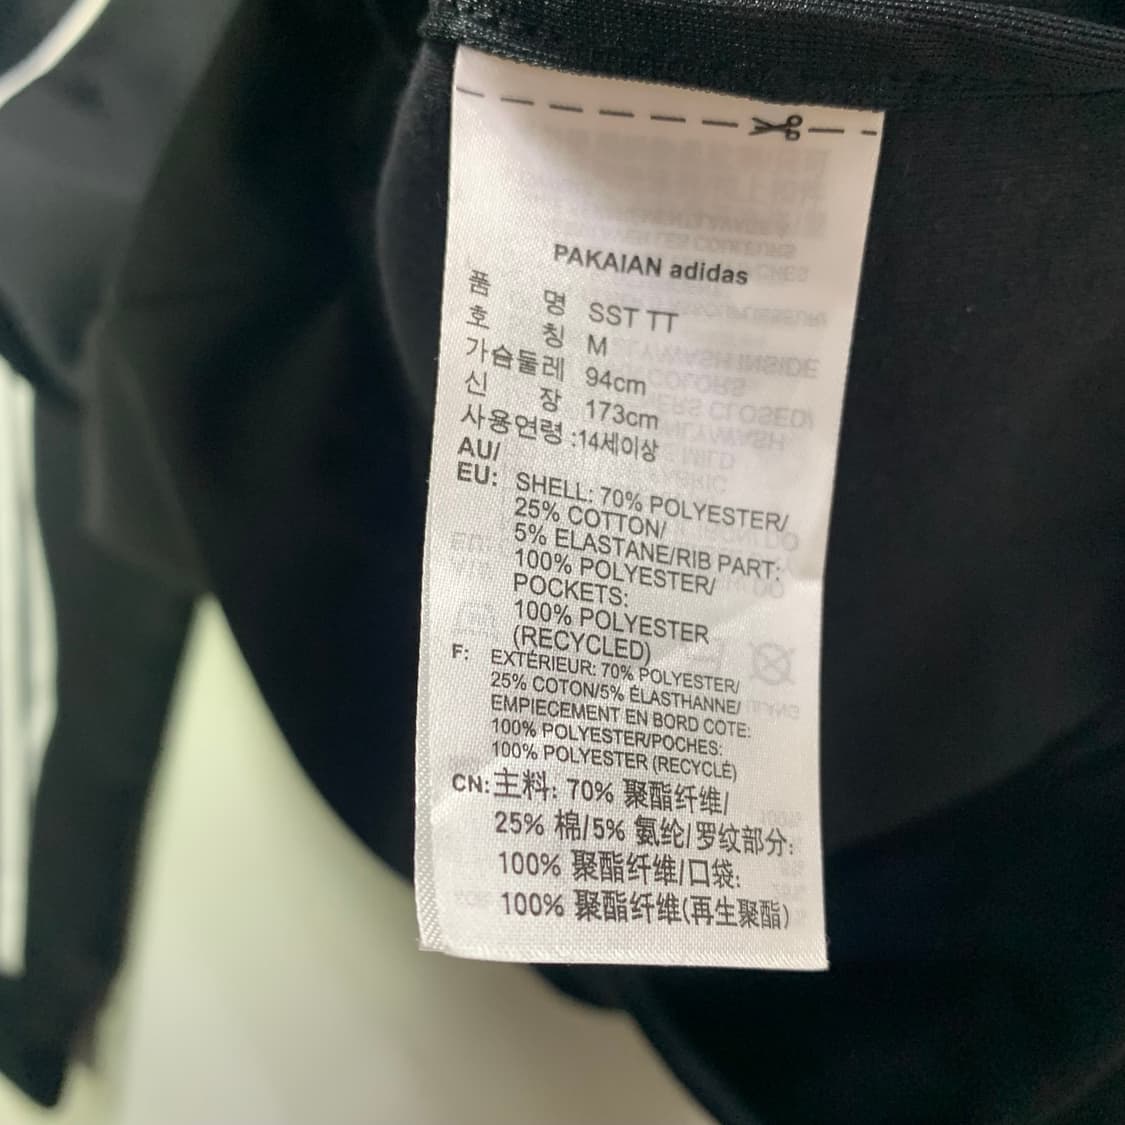 PAKAIAN adidas
품 명 SST TT
호 칭 M
가슴둘레 94cm
신 장 173cm
사용연령 :14세이상
AU/
EU: SHELL: 70% POLYESTER/
25% COTTON/
5% ELASTANE/RIB PART:
100% POLYESTER/
POCKETS:
100% POLYESTER
(RECYCLED)
F: EXTÉRIEUR: 70% POLYESTER/
25% COTON/5% ÉLASTHANNE/
EMPIECEMENT EN BORD COTE:
100% POLYESTER/POCHES:
100% POLYESTER (RECYCLÉ)
CN: 主料: 70% 聚酯纤维/
25% 棉/5% 氨纶/罗纹部分:
100% 聚酯纤维/口袋:
100% 聚酯纤维(再生聚酯)